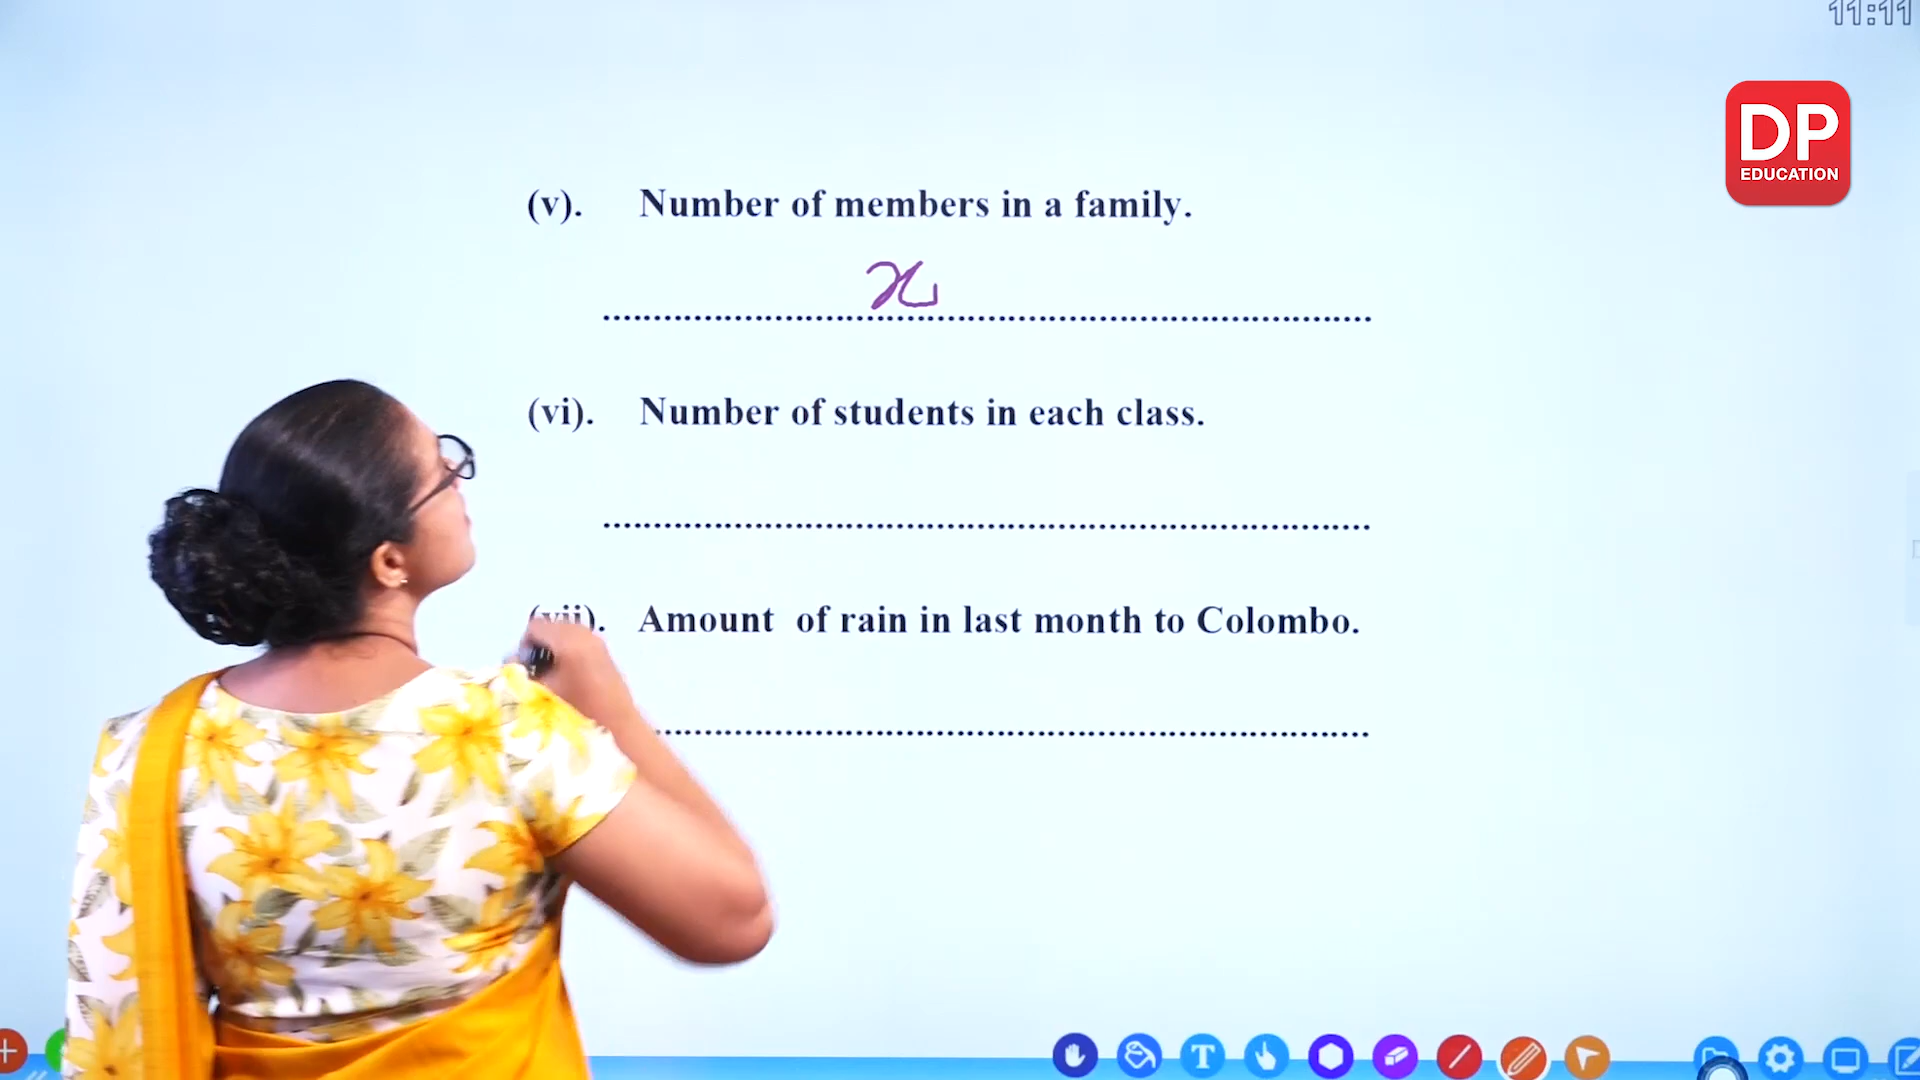 11:11
DP
EDUCATION
(v). Number of members in a family.
x
(vi). Number of students in each class.
(vii). Amount of rain in last month to Colombo.
T